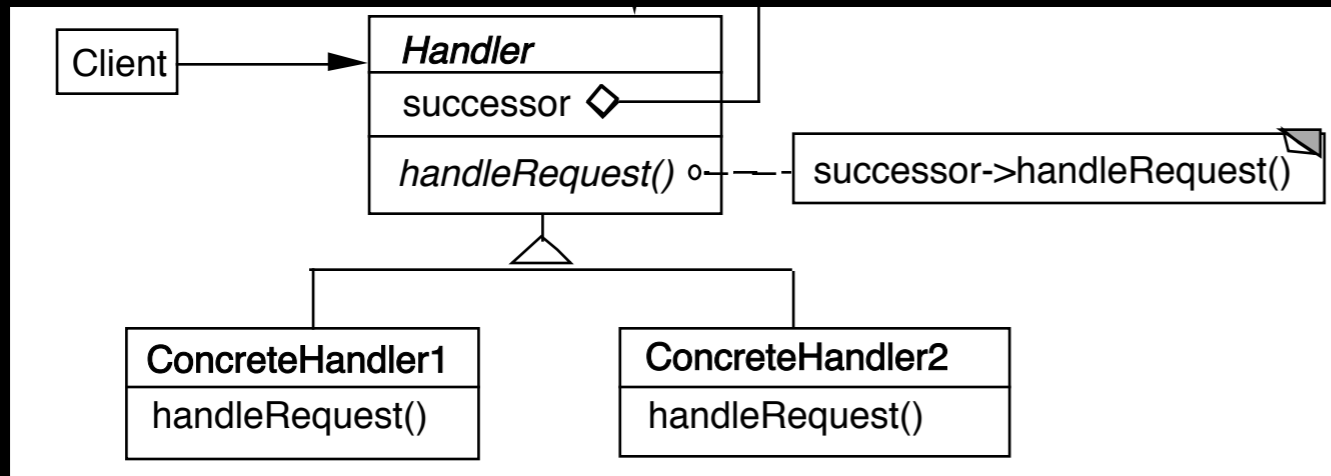 Client
Handler
successor
handleRequest()
successor->handleRequest()
ConcreteHandler1
handleRequest()
ConcreteHandler2
handleRequest()